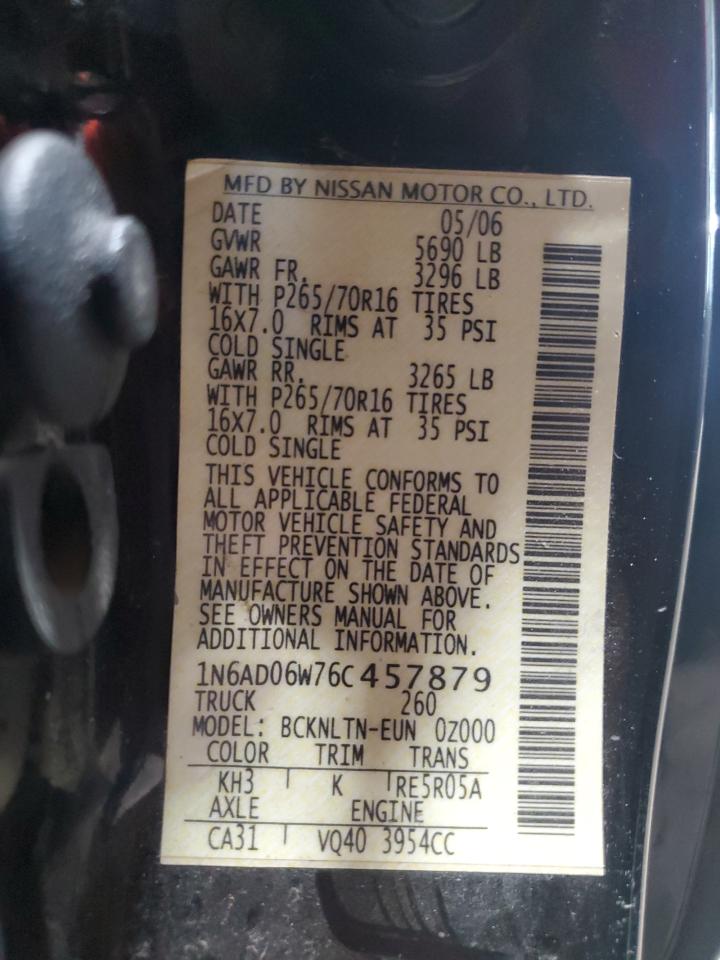 MFD BY NISSAN MOTOR CO., LTD.
DATE 05/06
GVWR 5690 LB
GAWR FR. 3296 LB
WITH P265/70R16 TIRES
16X7.0 RIMS AT 35 PSI
COLD SINGLE
GAWR RR. 3265 LB
WITH P265/70R16 TIRES
16X7.0 RIMS AT 35 PSI
COLD SINGLE
THIS VEHICLE CONFORMS TO
ALL APPLICABLE FEDERAL
MOTOR VEHICLE SAFETY AND
THEFT PREVENTION STANDARDS
IN EFFECT ON THE DATE OF
MANUFACTURE SHOWN ABOVE.
SEE OWNERS MANUAL FOR
ADDITIONAL INFORMATION.
1N6AD06W76C457879
TRUCK 260
MODEL: BCKNLTN-EUN 0Z000
COLOR TRIM TRANS
KH3 K RE5R05A
AXLE ENGINE
CA31 VQ40 3954CC